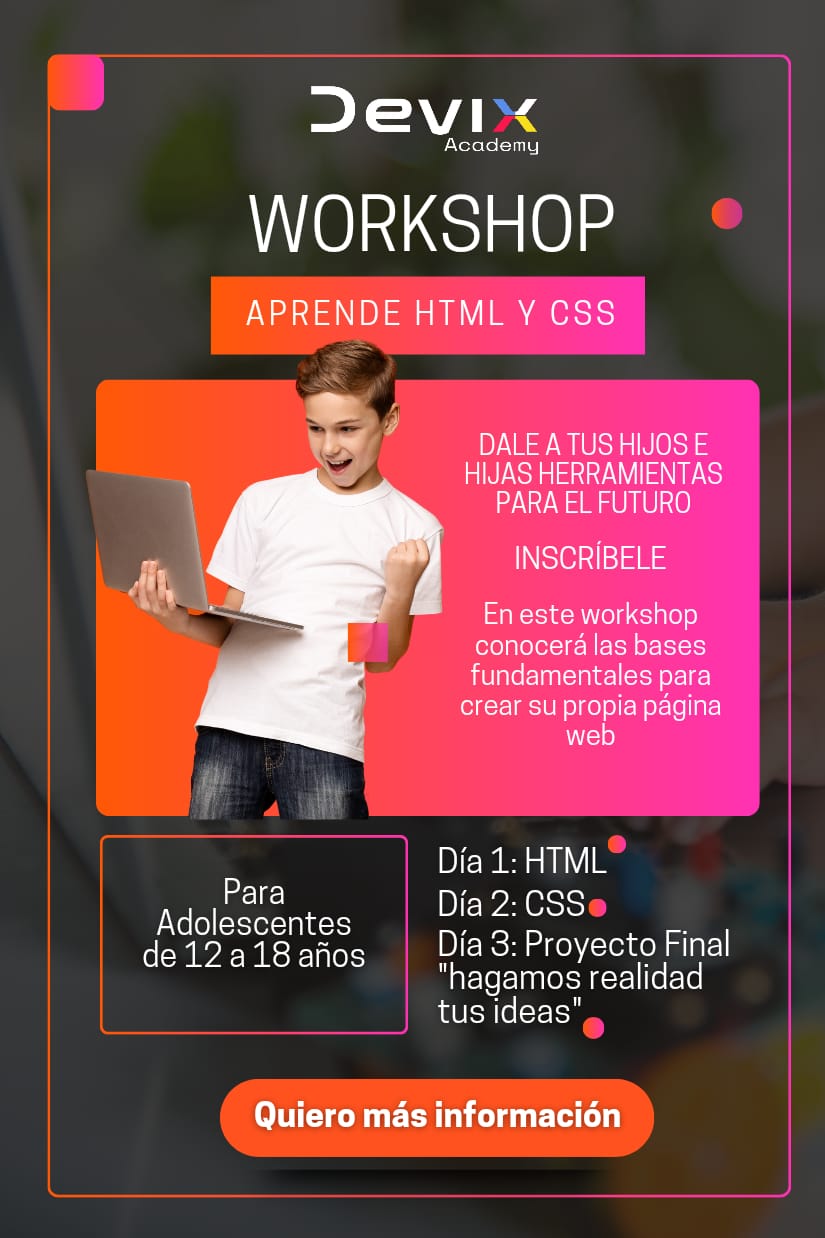 Devix
Academy
WORKSHOP
APRENDE HTML Y CSS
DALE A TUS HIJOS E
HIJAS HERRAMIENTAS
PARA EL FUTURO
INSCRÍBELE
En este workshop
conocerá las bases
fundamentales para
crear su propia página
web
Para
Adolescentes
de 12 a 18 años
Día 1: HTML
Día 2: CSS
Día 3: Proyecto Final
"hagamos realidad
tus ideas"
Quiero más información